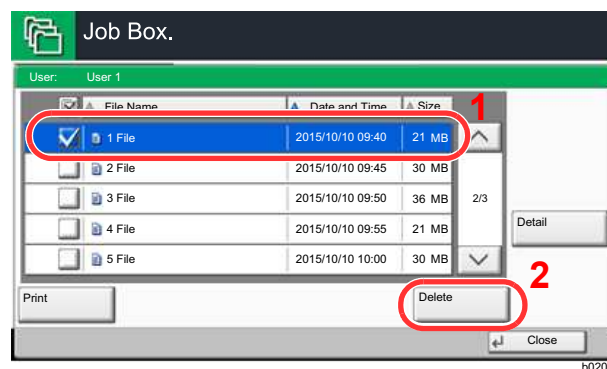 Job Box.
User: User 1
File Name Date and Time Size 1
1 File 2015/10/10 09:40 21 MB
2 File 2015/10/10 09:45 30 MB
3 File 2015/10/10 09:50 36 MB 2/3
4 File 2015/10/10 09:55 21 MB
Detail
5 File 2015/10/10 10:00 30 MB
2
Print Delete
Close
b020